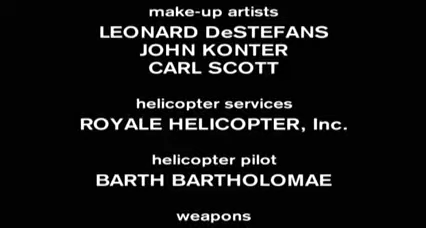 make-up artists
LEONARD DeSTEFANS
JOHN KONTER
CARL SCOTT
helicopter services
ROYALE HELICOPTER, Inc.
helicopter pilot
BARTH BARTHOLOMAE
weapons